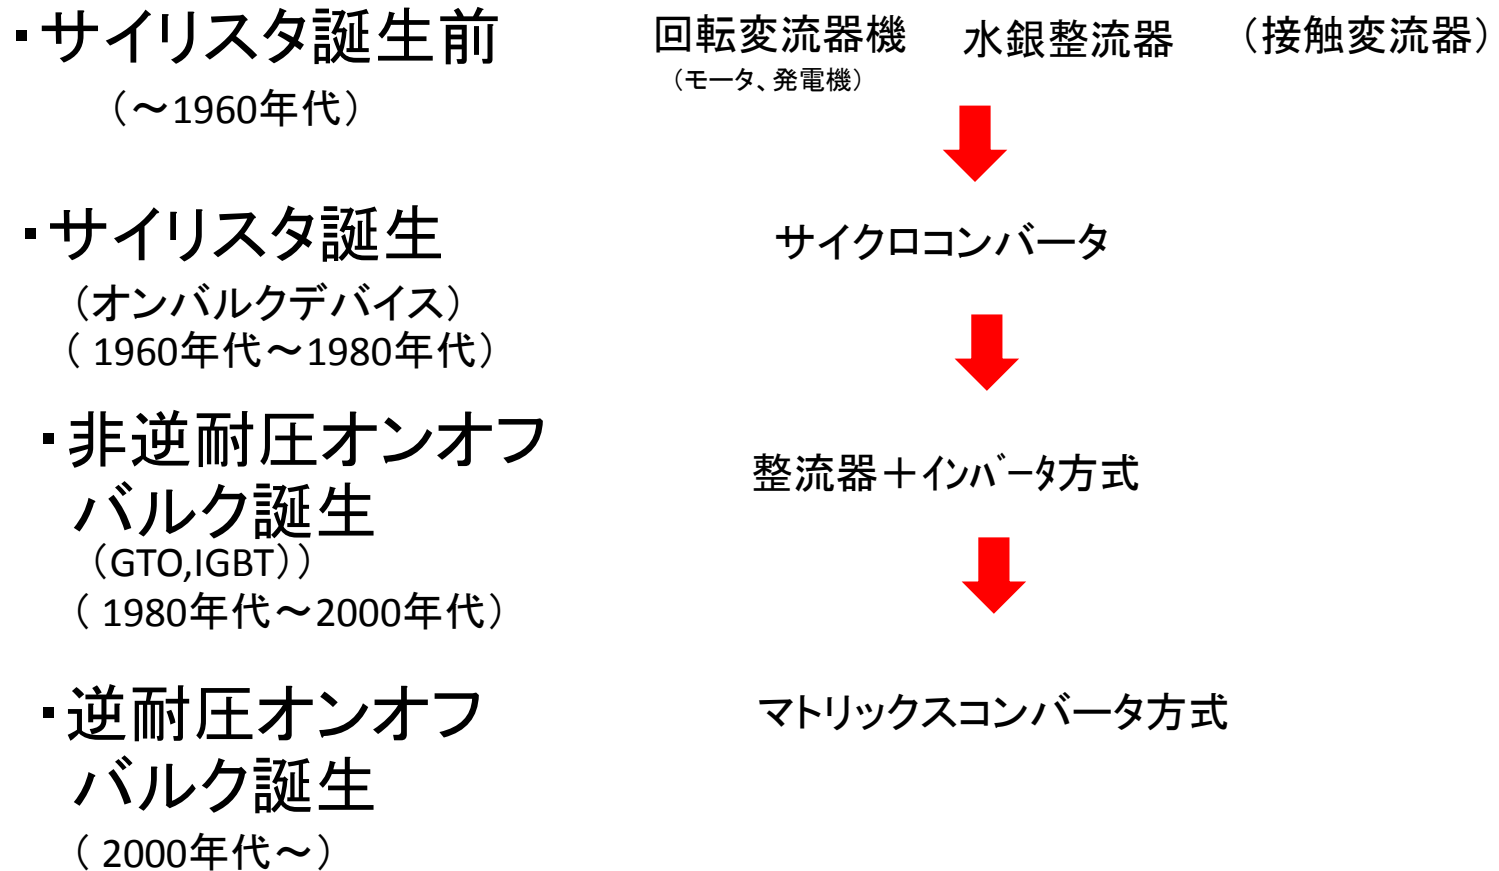 ・サイリスタ誕生前
（～1960年代）
回転変流器機　水銀整流器　（接触変流器）
（モータ、発電機）
・サイリスタ誕生
（オンバルクデバイス）
（ 1960年代～1980年代）
サイクロコンバータ
・非逆耐圧オンオフ
バルク誕生
（GTO,IGBT)）
（ 1980年代～2000年代）
整流器＋ｲﾝﾊﾞｰﾀ方式
・逆耐圧オンオフ
バルク誕生
（ 2000年代～）
マトリックスコンバータ方式